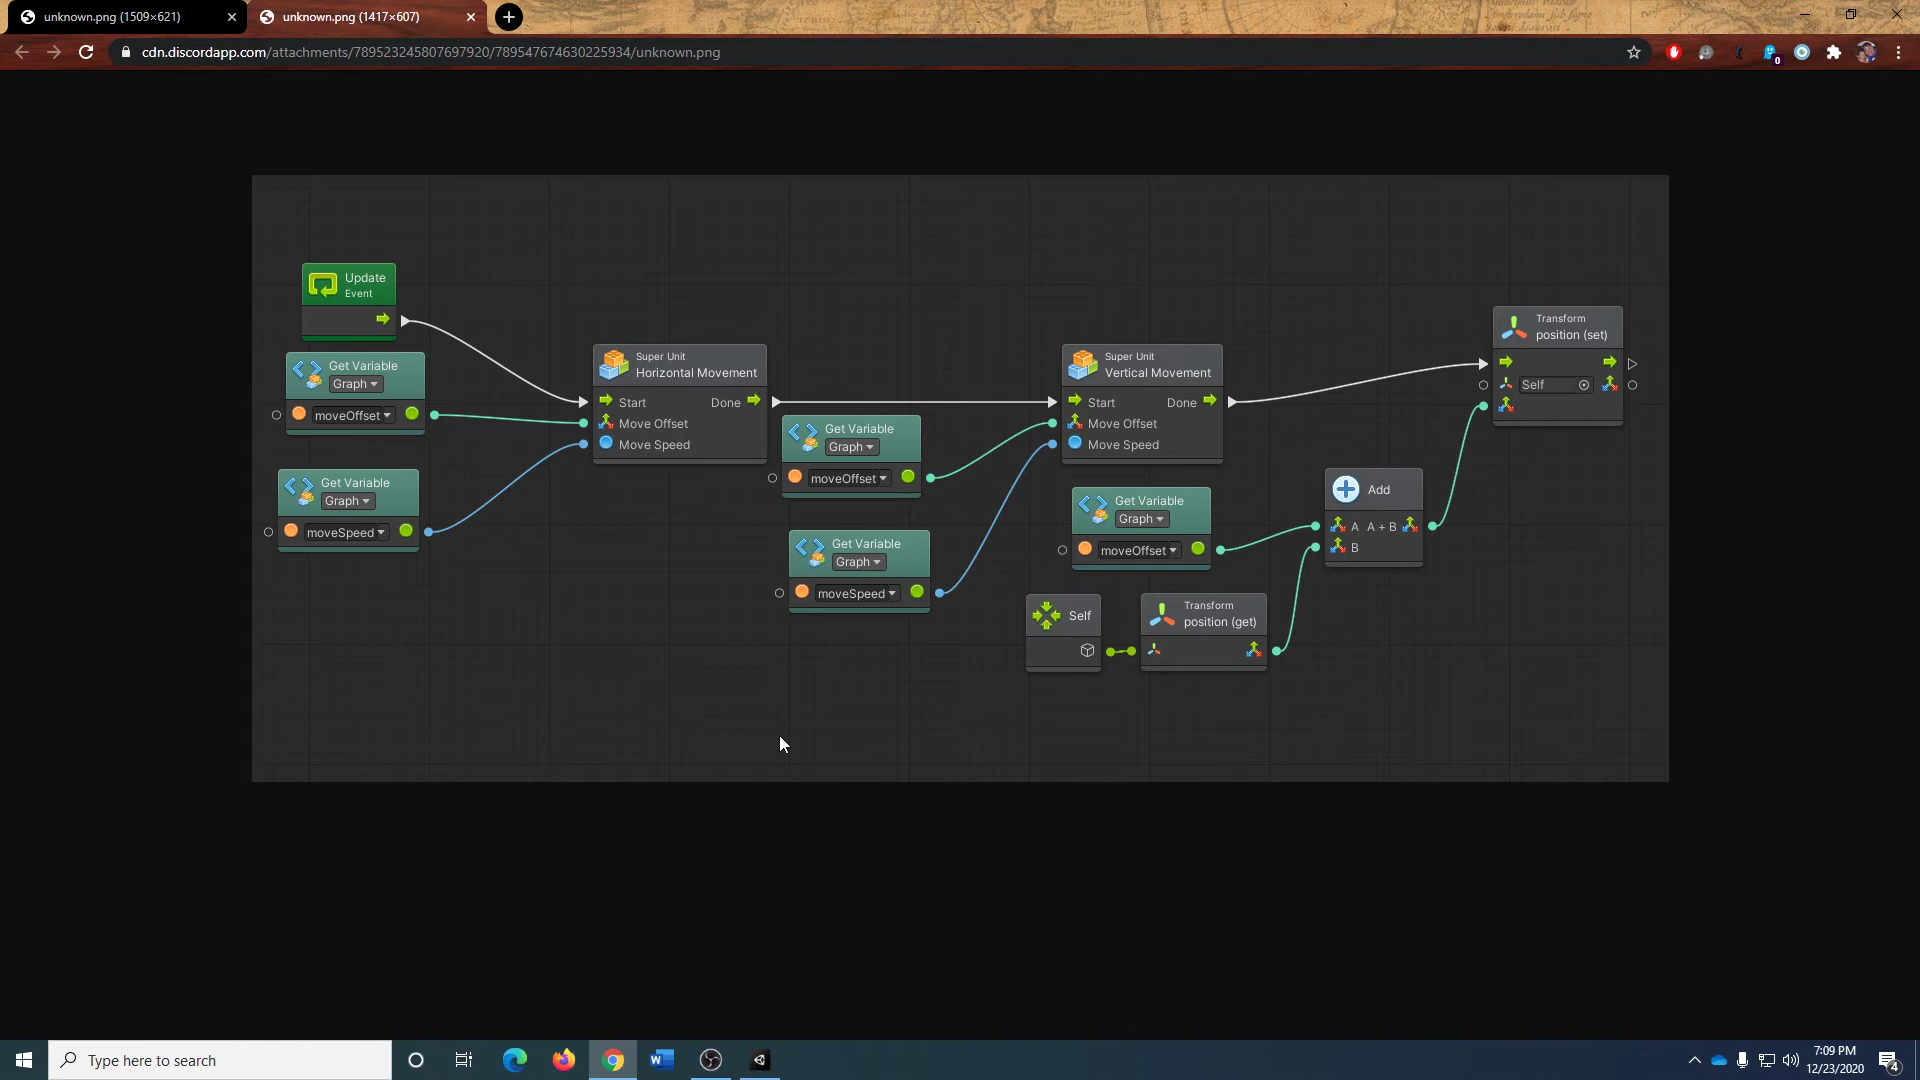 unknown.png (1509×621)
unknown.png (1417×607)
cdn.discordapp.com/attachments/789523245807697920/789547674630225934/unknown.png
0
Update
Event
Get Variable
Graph
moveOffset
Get Variable
Graph
moveSpeed
Super Unit
Horizontal Movement
Start Done
Move Offset
Move Speed
Get Variable
Graph
moveOffset
Get Variable
Graph
moveSpeed
Super Unit
Vertical Movement
Start Done
Move Offset
Move Speed
Get Variable
Graph
moveOffset
Self
Transform
position (get)
Add
A A + B
B
Transform
position (set)
Self
Type here to search
7:09 PM
12/23/2020
4